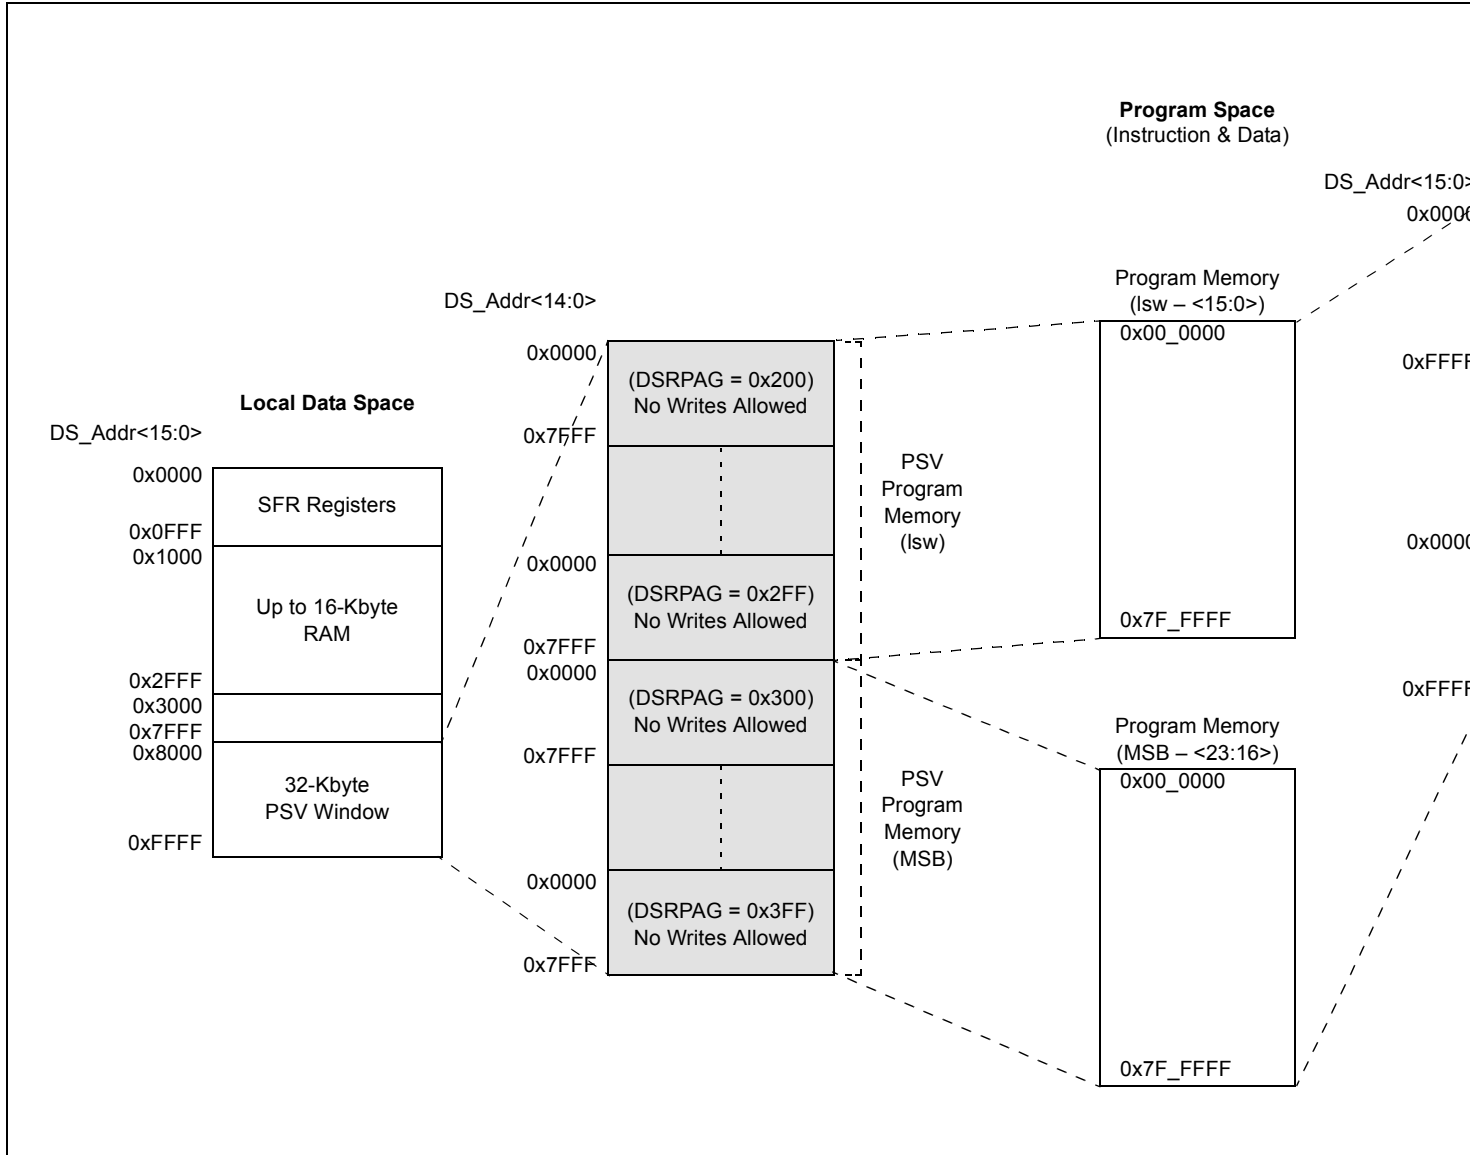 Program Space
(Instruction & Data)
DS_Addr<15:0>
0x0000
0xFFFF
0x0000
0xFFFF
Program Memory
(lsw – <15:0>)
0x00_0000
0x7F_FFFF
Program Memory
(MSB – <23:16>)
0x00_0000
0x7F_FFFF
DS_Addr<14:0>
0x0000
(DSRPAG = 0x200)
No Writes Allowed
0x7FFF
0x0000
(DSRPAG = 0x2FF)
No Writes Allowed
0x7FFF
0x0000
(DSRPAG = 0x300)
No Writes Allowed
0x7FFF
0x0000
(DSRPAG = 0x3FF)
No Writes Allowed
0x7FFF
PSV
Program
Memory
(lsw)
PSV
Program
Memory
(MSB)
Local Data Space
DS_Addr<15:0>
0x0000
SFR Registers
0x0FFF
0x1000
Up to 16-Kbyte
RAM
0x2FFF
0x3000
0x7FFF
0x8000
32-Kbyte
PSV Window
0xFFFF